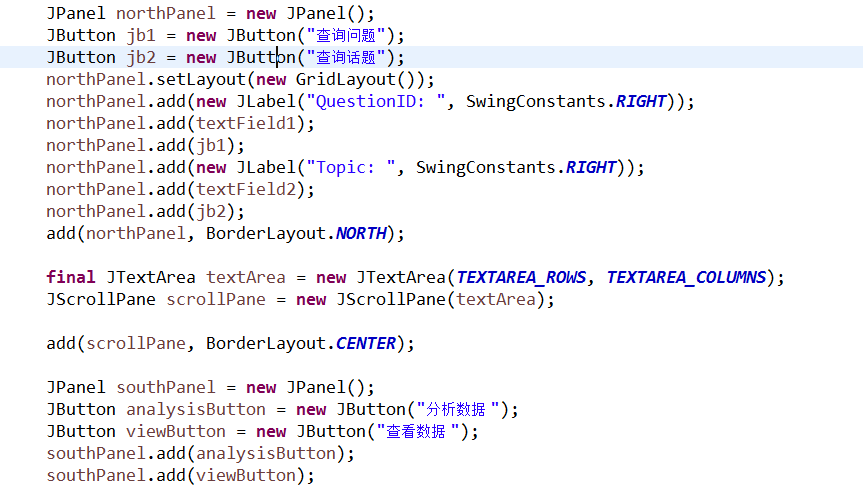 JPanel northPanel = new JPanel();
JButton jb1 = new JButton("查询问题");
JButton jb2 = new JButton("查询话题");
northPanel.setLayout(new GridLayout());
northPanel.add(new JLabel("QuestionID: ", SwingConstants.RIGHT));
northPanel.add(textField1);
northPanel.add(jb1);
northPanel.add(new JLabel("Topic: ", SwingConstants.RIGHT));
northPanel.add(textField2);
northPanel.add(jb2);
add(northPanel, BorderLayout.NORTH);
final JTextArea textArea = new JTextArea(TEXTAREA_ROWS, TEXTAREA_COLUMNS);
JScrollPane scrollPane = new JScrollPane(textArea);
add(scrollPane, BorderLayout.CENTER);
JPanel southPanel = new JPanel();
JButton analysisButton = new JButton("分析数据 ");
JButton viewButton = new JButton("查看数据 ");
southPanel.add(analysisButton);
southPanel.add(viewButton);